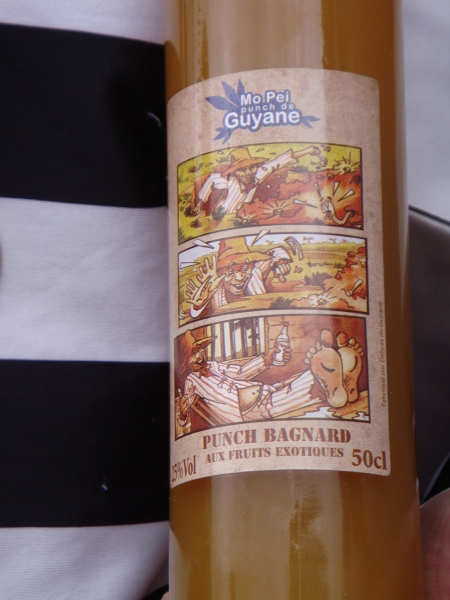 Mo Pei
punch de
Guyane
PUNCH BAGNARD
AUX FRUITS EXOTIQUES
25%Vol
50cl